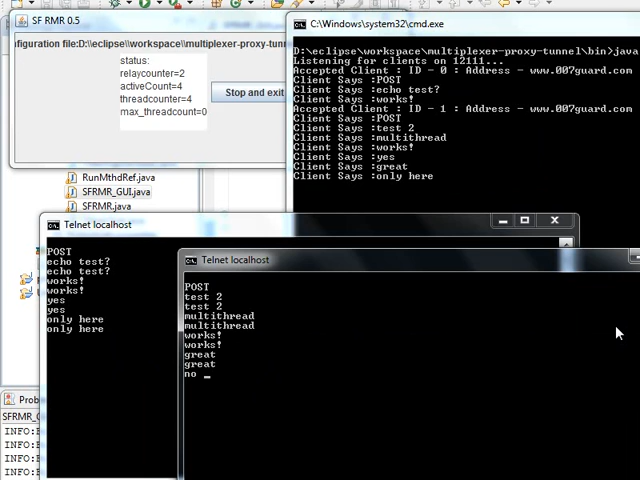 SF RMR 0.5
figuration file:D:\\eclipse\\workspace\\multiplexer-proxy-tunne
status:
relaycounter=2
activeCount=4
threadcounter=4
max_threadcount=0
Stop and exit
C:\Windows\system32\cmd.exe
D:\eclipse\workspace\multiplexer-proxy-tunnel\bin>java
Listening for clients on 12111...
Accepted Client : ID - 0 : Address - www.007guard.com
Client Says :POST
Client Says :echo test?
Client Says :works!
Accepted Client : ID - 1 : Address - www.007guard.com
Client Says :POST
Client Says :test 2
Client Says :multithread
Client Says :works!
Client Says :yes
Client Says :great
Client Says :only here
RunMthdRef.java
SFRMR_GUI.java
SFRMR.java
Telnet localhost
POST
echo test?
echo test?
works!
works!
yes
yes
only here
only here
Telnet localhost
POST
test 2
test 2
multithread
multithread
works!
works!
great
great
no _
Prob
SFRMR_G
INFO:
INFO:
INFO:
INFO: